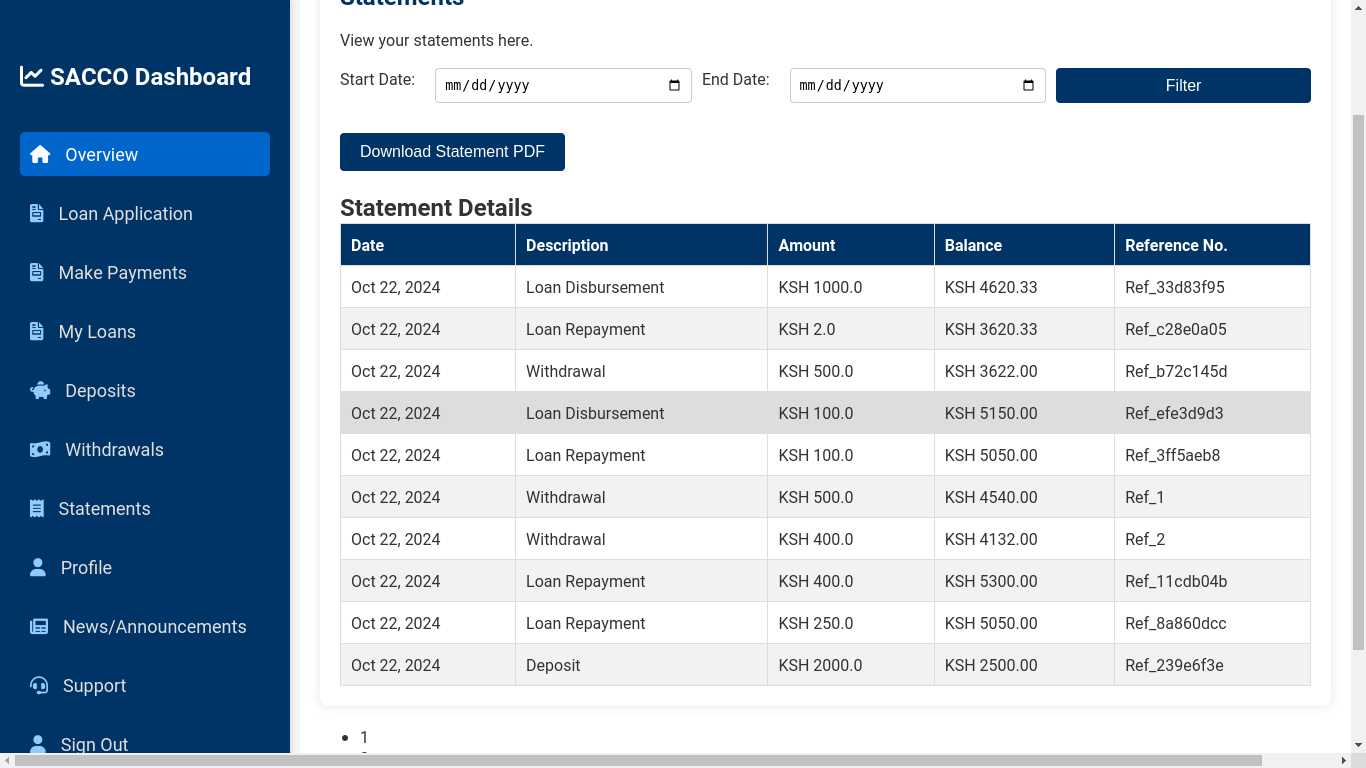 Statements
SACCO Dashboard
Overview
Loan Application
Make Payments
My Loans
Deposits
Withdrawals
Statements
Profile
News/Announcements
Support
Sign Out
View your statements here.
Start Date: mm/dd/yyyy End Date: mm/dd/yyyy Filter
Download Statement PDF
Statement Details
Date Description Amount Balance Reference No.
Oct 22, 2024 Loan Disbursement KSH 1000.0 KSH 4620.33 Ref_33d83f95
Oct 22, 2024 Loan Repayment KSH 2.0 KSH 3620.33 Ref_c28e0a05
Oct 22, 2024 Withdrawal KSH 500.0 KSH 3622.00 Ref_b72c145d
Oct 22, 2024 Loan Disbursement KSH 100.0 KSH 5150.00 Ref_efe3d9d3
Oct 22, 2024 Loan Repayment KSH 100.0 KSH 5050.00 Ref_3ff5aeb8
Oct 22, 2024 Withdrawal KSH 500.0 KSH 4540.00 Ref_1
Oct 22, 2024 Withdrawal KSH 400.0 KSH 4132.00 Ref_2
Oct 22, 2024 Loan Repayment KSH 400.0 KSH 5300.00 Ref_11cdb04b
Oct 22, 2024 Loan Repayment KSH 250.0 KSH 5050.00 Ref_8a860dcc
Oct 22, 2024 Deposit KSH 2000.0 KSH 2500.00 Ref_239e6f3e
• 1